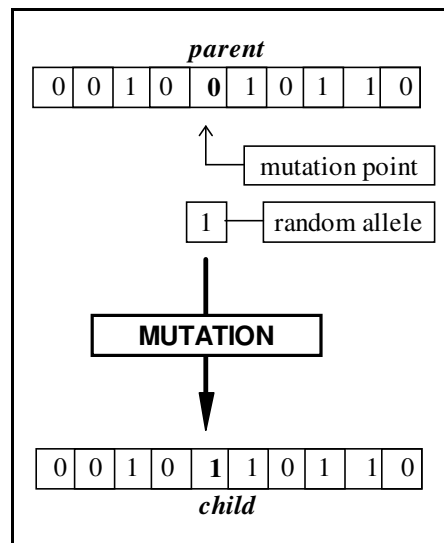 parent
0 0 1 0 0 1 0 1 1 0
mutation point
1 random allele
MUTATION
0 0 1 0 1 1 0 1 1 0
child